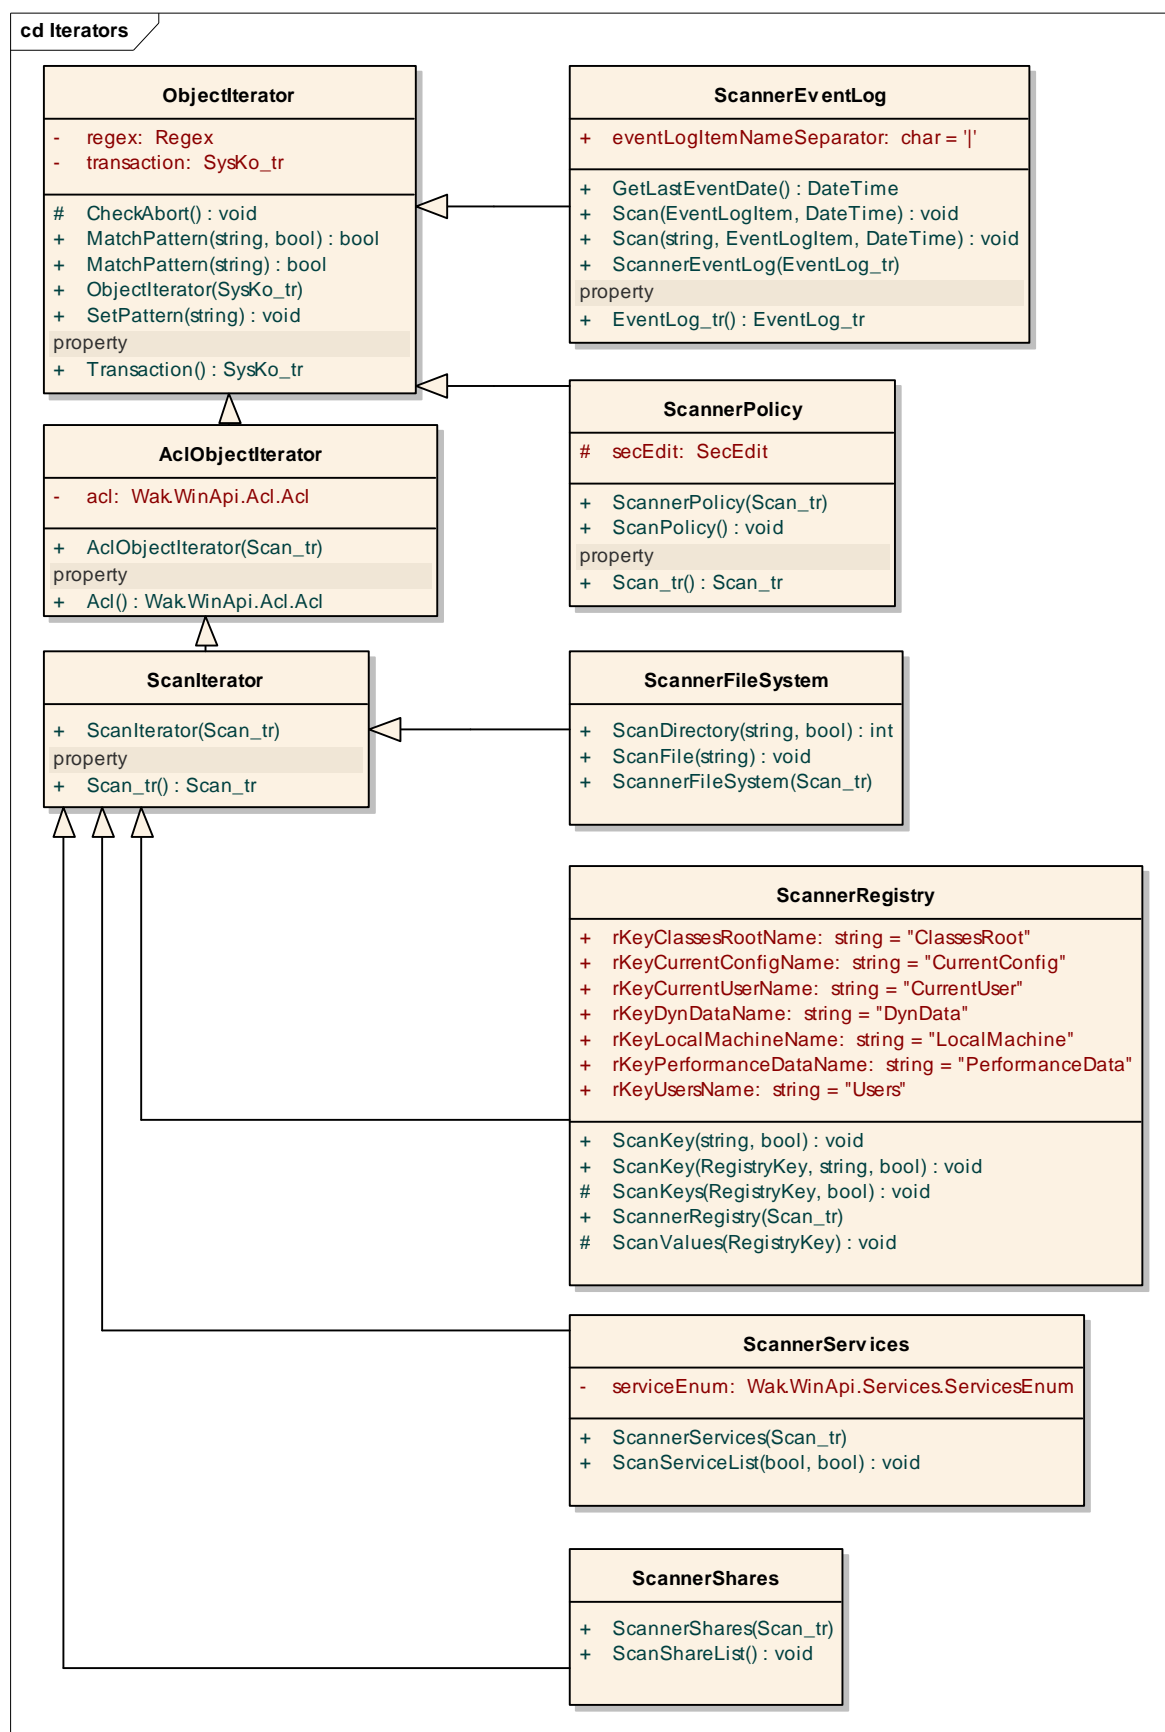 cd Iterators
ObjectIterator
- regex: Regex
- transaction: SysKo_tr
# CheckAbort() : void
+ MatchPattern(string, bool) : bool
+ MatchPattern(string) : bool
+ ObjectIterator(SysKo_tr)
+ SetPattern(string) : void
property
+ Transaction() : SysKo_tr
ScannerEventLog
+ eventLogItemNameSeparator: char = '|'
+ GetLastEventDate() : DateTime
+ Scan(EventLogItem, DateTime) : void
+ Scan(string, EventLogItem, DateTime) : void
+ ScannerEventLog(EventLog_tr)
property
+ EventLog_tr() : EventLog_tr
ScannerPolicy
# secEdit: SecEdit
+ ScannerPolicy(Scan_tr)
+ ScanPolicy() : void
property
+ Scan_tr() : Scan_tr
AclObjectIterator
- acl: Wak.WinApi.Acl.Acl
+ AclObjectIterator(Scan_tr)
property
+ Acl() : Wak.WinApi.Acl.Acl
ScanIterator
+ ScanIterator(Scan_tr)
property
+ Scan_tr() : Scan_tr
ScannerFileSystem
+ ScanDirectory(string, bool) : int
+ ScanFile(string) : void
+ ScannerFileSystem(Scan_tr)
ScannerRegistry
+ rKeyClassesRootName: string = "ClassesRoot"
+ rKeyCurrentConfigName: string = "CurrentConfig"
+ rKeyCurrentUserName: string = "CurrentUser"
+ rKeyDynDataName: string = "DynData"
+ rKeyLocalMachineName: string = "LocalMachine"
+ rKeyPerformanceDataName: string = "PerformanceData"
+ rKeyUsersName: string = "Users"
+ ScanKey(string, bool) : void
+ ScanKey(RegistryKey, string, bool) : void
# ScanKeys(RegistryKey, bool) : void
+ ScannerRegistry(Scan_tr)
# ScanValues(RegistryKey) : void
ScannerServices
- serviceEnum: Wak.WinApi.Services.ServicesEnum
+ ScannerServices(Scan_tr)
+ ScanServiceList(bool, bool) : void
ScannerShares
+ ScannerShares(Scan_tr)
+ ScanShareList() : void